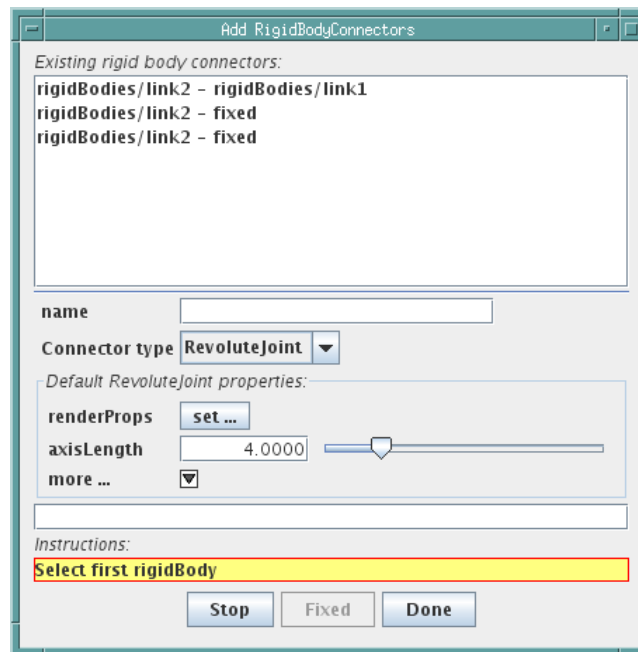 Add RigidBodyConnectors
Existing rigid body connectors:
rigidBodies/link2 - rigidBodies/link1
rigidBodies/link2 - fixed
rigidBodies/link2 - fixed
name
Connector type RevoluteJoint
Default RevoluteJoint properties:
renderProps set ...
axisLength 4.0000
more ...
Instructions:
Select first rigidBody
Stop Fixed Done